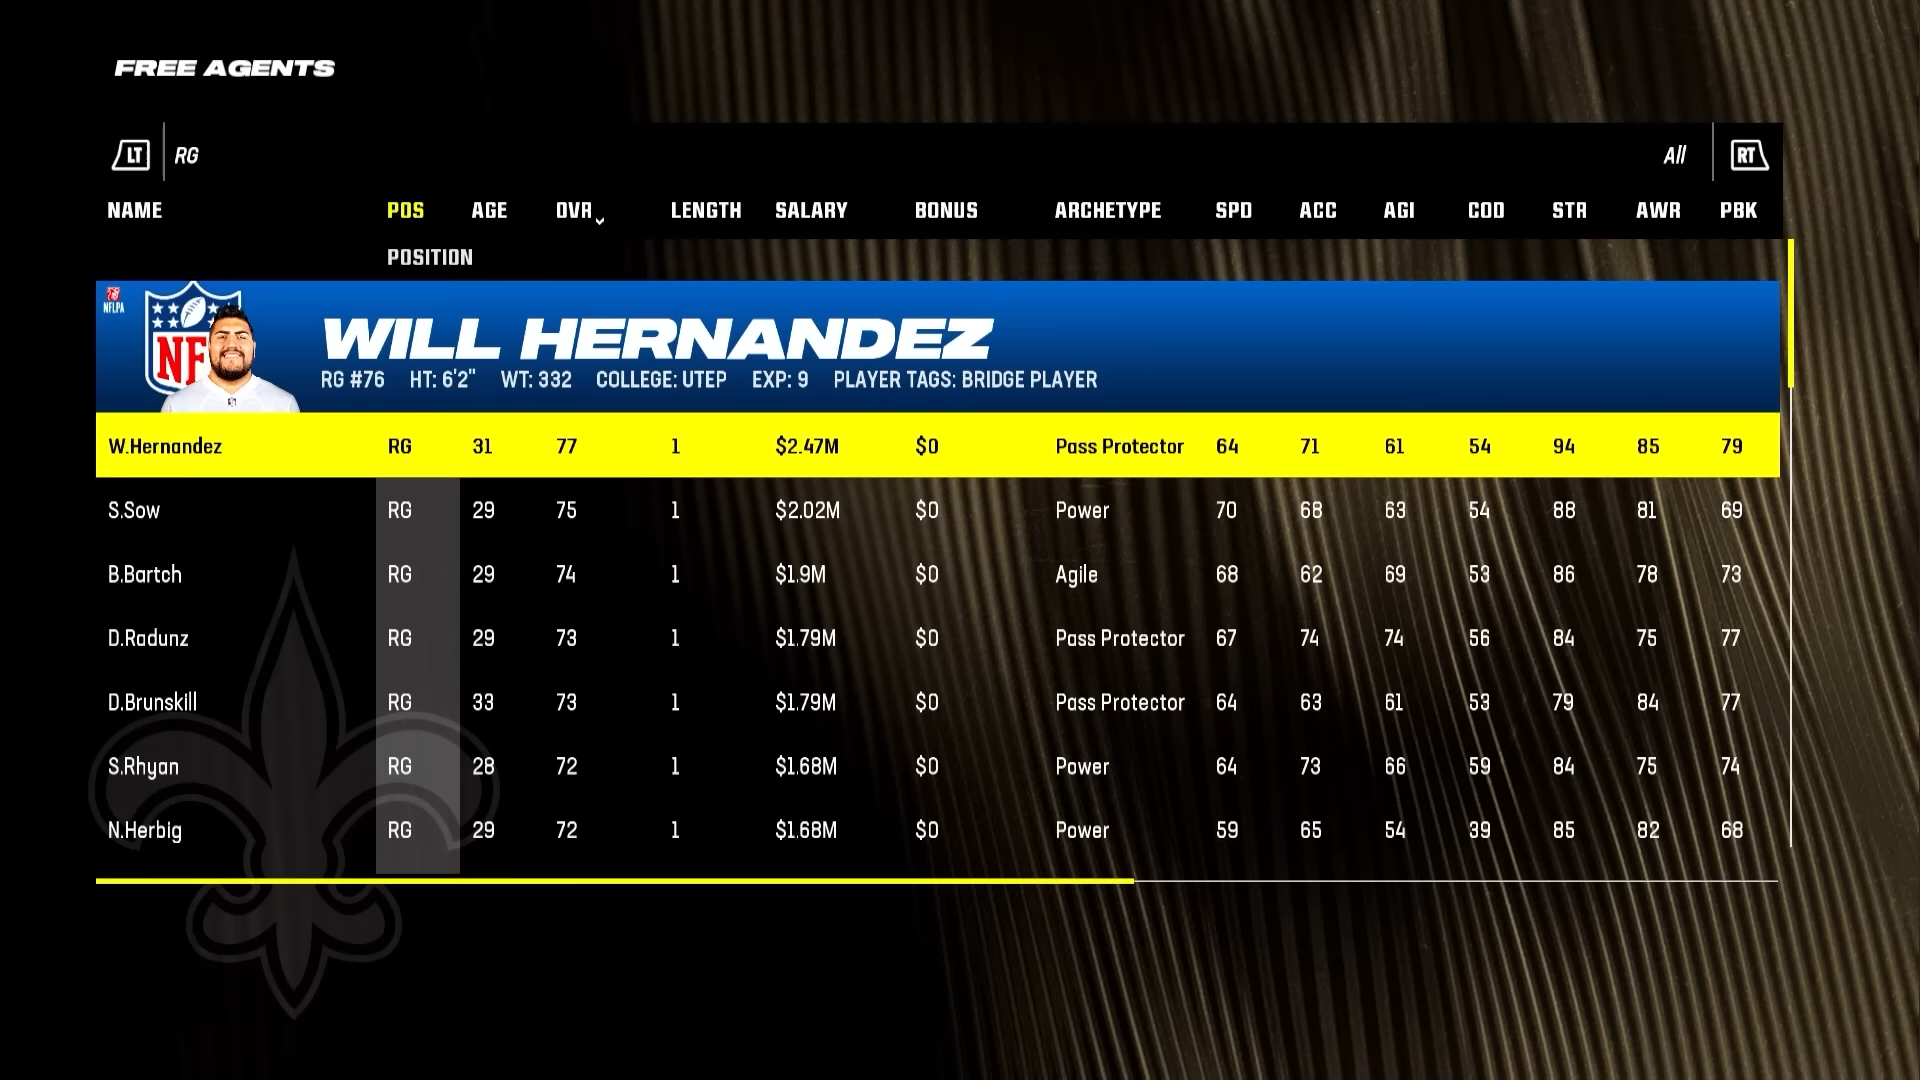 FREE AGENTS
LT RG All RT
NAME POS AGE OVR LENGTH SALARY BONUS ARCHETYPE SPD ACC AGI COD STR AWR PBK
POSITION
NFLPA
NF
WILL HERNANDEZ
RG #76 HT: 6'2" WT: 332 COLLEGE: UTEP EXP: 9 PLAYER TAGS: BRIDGE PLAYER
W.Hernandez RG 31 77 1 $2.47M $0 Pass Protector 64 71 61 54 94 85 79
S.Sow RG 29 75 1 $2.02M $0 Power 70 68 63 54 88 81 69
B.Bartch RG 29 74 1 $1.9M $0 Agile 68 62 69 53 86 78 73
D.Radunz RG 29 73 1 $1.79M $0 Pass Protector 67 74 74 56 84 75 77
D.Brunskill RG 33 73 1 $1.79M $0 Pass Protector 64 63 61 53 79 84 77
S.Rhyan RG 28 72 1 $1.68M $0 Power 64 73 66 59 84 75 74
N.Herbig RG 29 72 1 $1.68M $0 Power 59 65 54 39 85 82 68